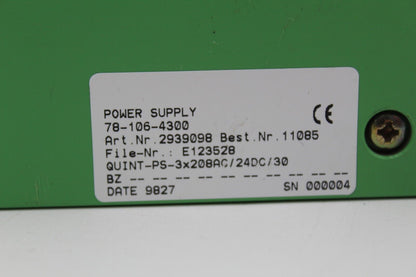 POWER SUPPLY
78-106-4300
CE
Art.Nr.2939098 Best.Nr.11085
File-Nr.: E123528
QUINT-PS-3x208AC/24DC/30
BZ -- -- -- -- -- -- -- -- -- -- -- --
DATE 9827 SN 000004